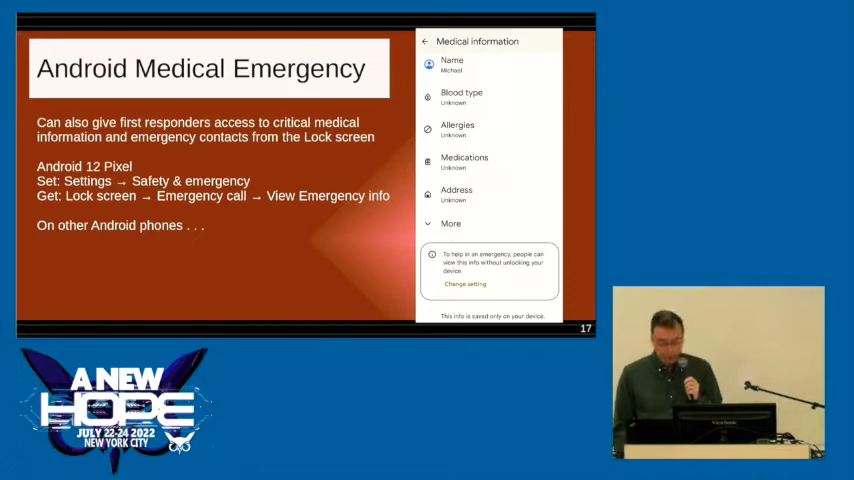 Android Medical Emergency
Can also give first responders access to critical medical
information and emergency contacts from the Lock screen
Android 12 Pixel
Set: Settings → Safety & emergency
Get: Lock screen → Emergency call → View Emergency info
On other Android phones . . .
Medical information
Name
Michael
Blood type
Unknown
Allergies
Unknown
Medications
Unknown
Address
Unknown
More
To help in an emergency, people can
view this info without unlocking your
device.
Change setting
This info is saved only on your device.
17
A NEW
HOPE
JULY 22-24 2022
NEW YORK CITY